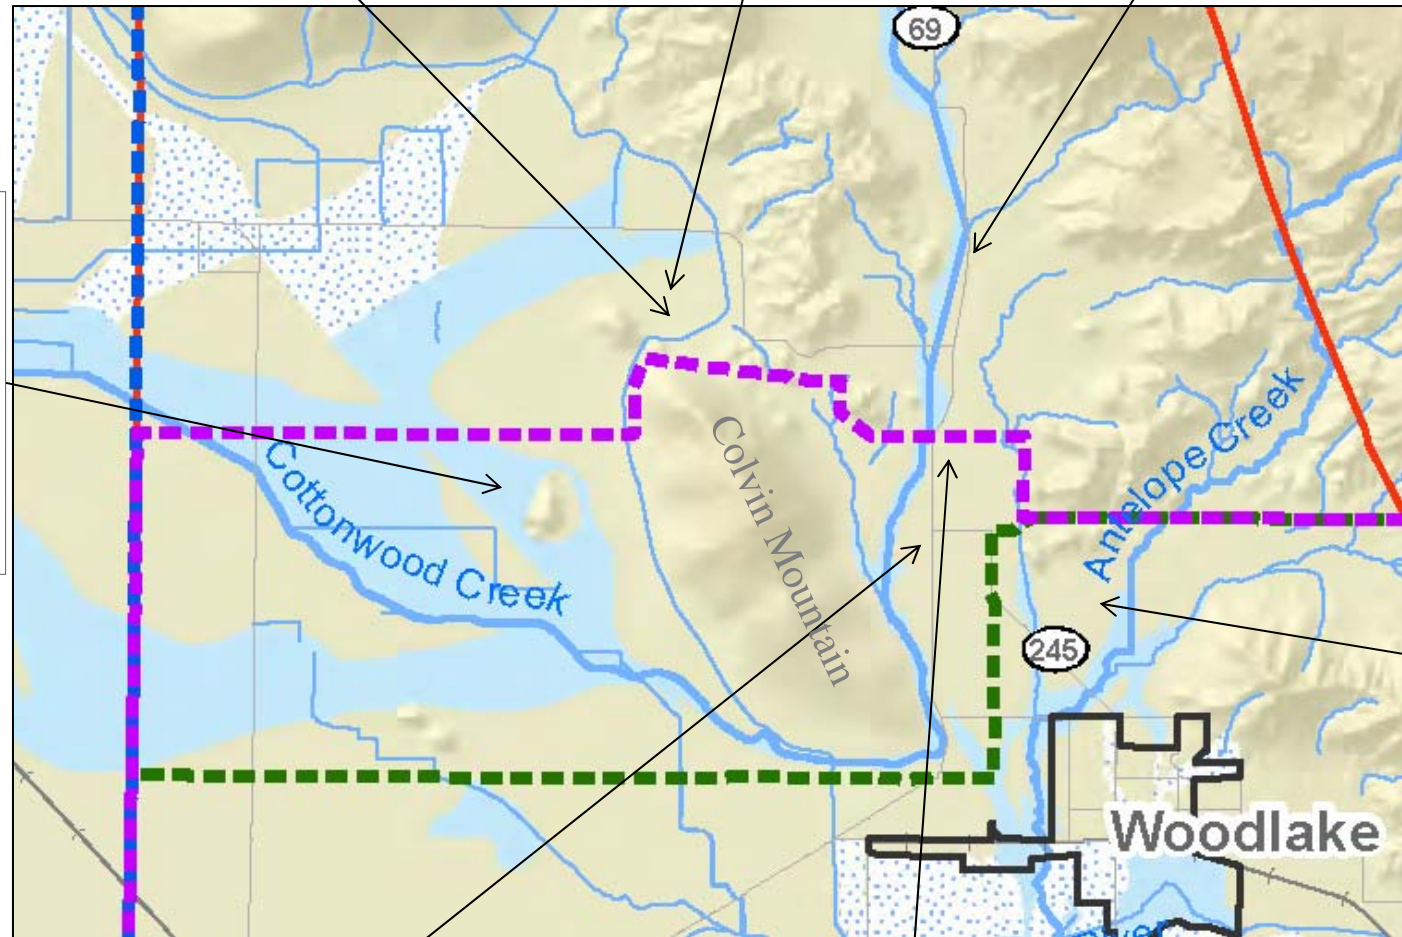 69
Colvin Mountain
Cottonwood Creek
Antelope Creek
245
Woodlake